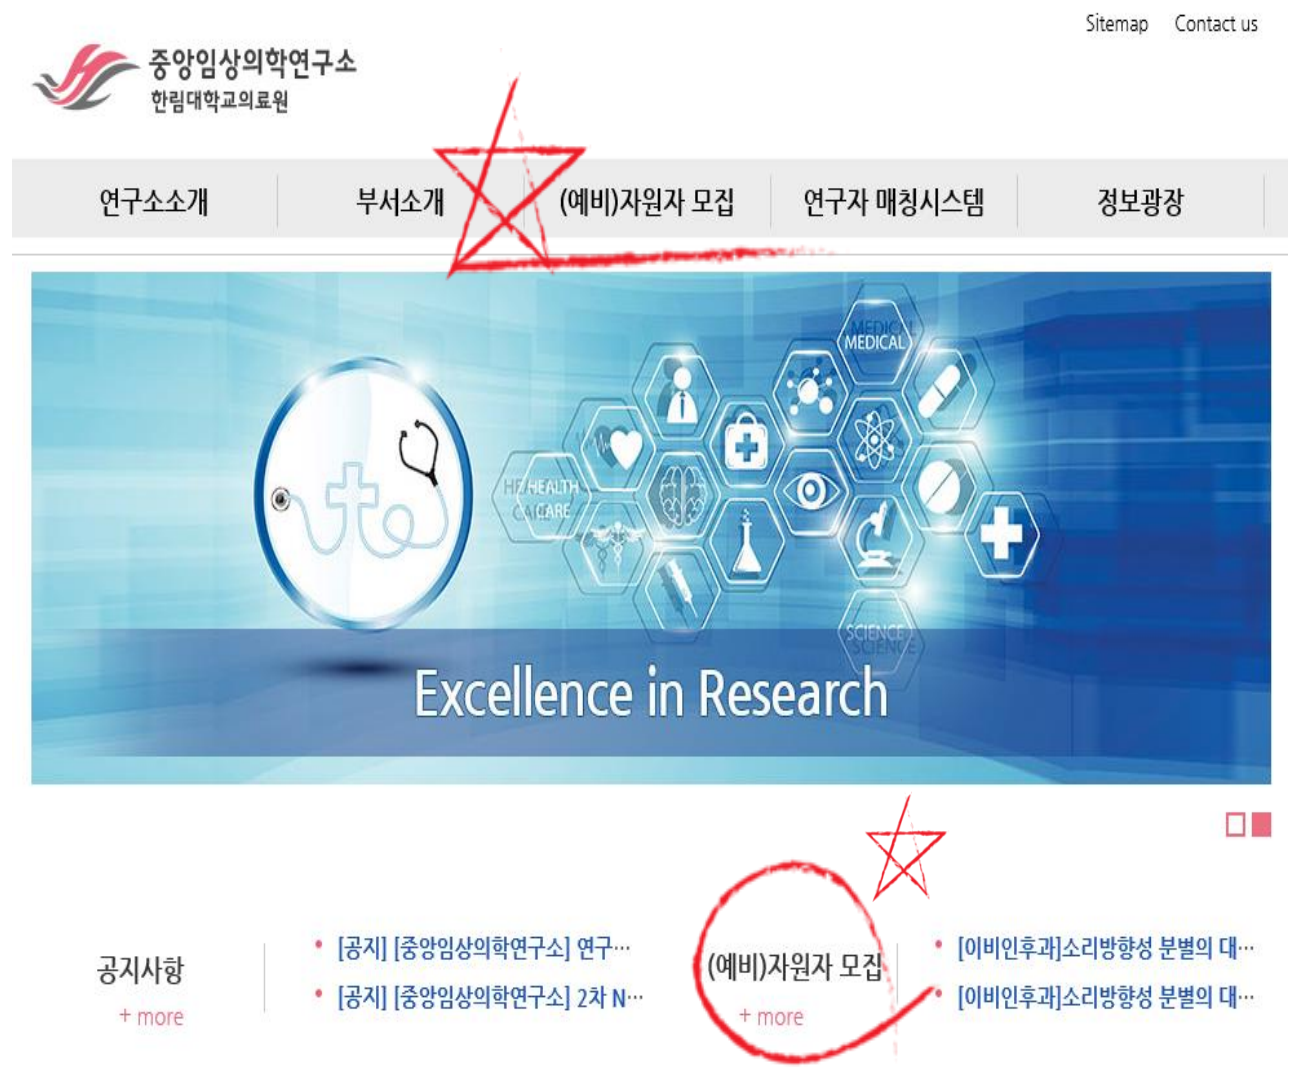 Sitemap Contact us
중앙임상의학연구소
한림대학교의료원
연구소소개 부서소개 (예비)자원자 모집 연구자 매칭시스템 정보광장
MEDICAL
MEDICAL
HEALTH
CARE
SCIENCE
SCIENCE
Excellence in Research
공지사항
+ more
• [공지] [중앙임상의학연구소] 연구…
• [공지] [중앙임상의학연구소] 2차 N…
(예비)자원자 모집
+ more
• [이비인후과]소리방향성 분별의 대…
• [이비인후과]소리방향성 분별의 대…